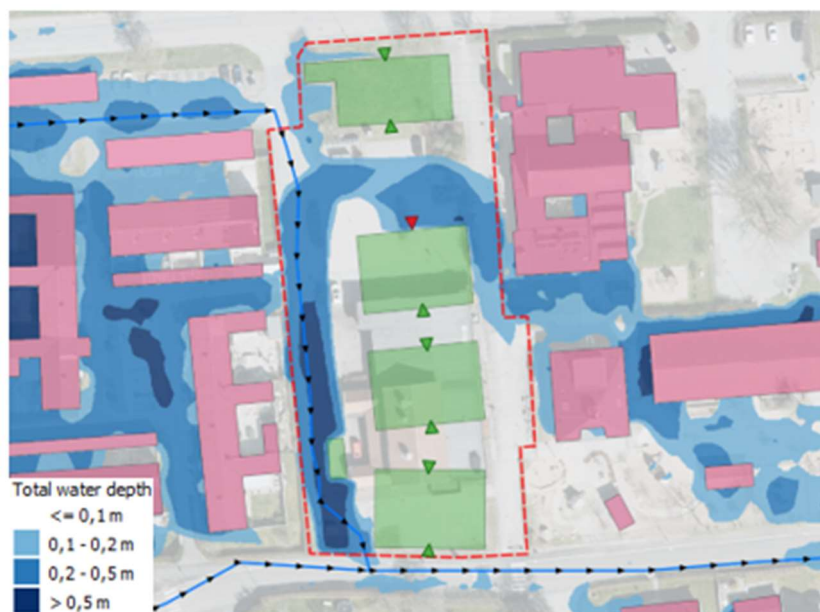 Total water depth
<= 0,1 m
0,1 - 0,2 m
0,2 - 0,5 m
> 0,5 m